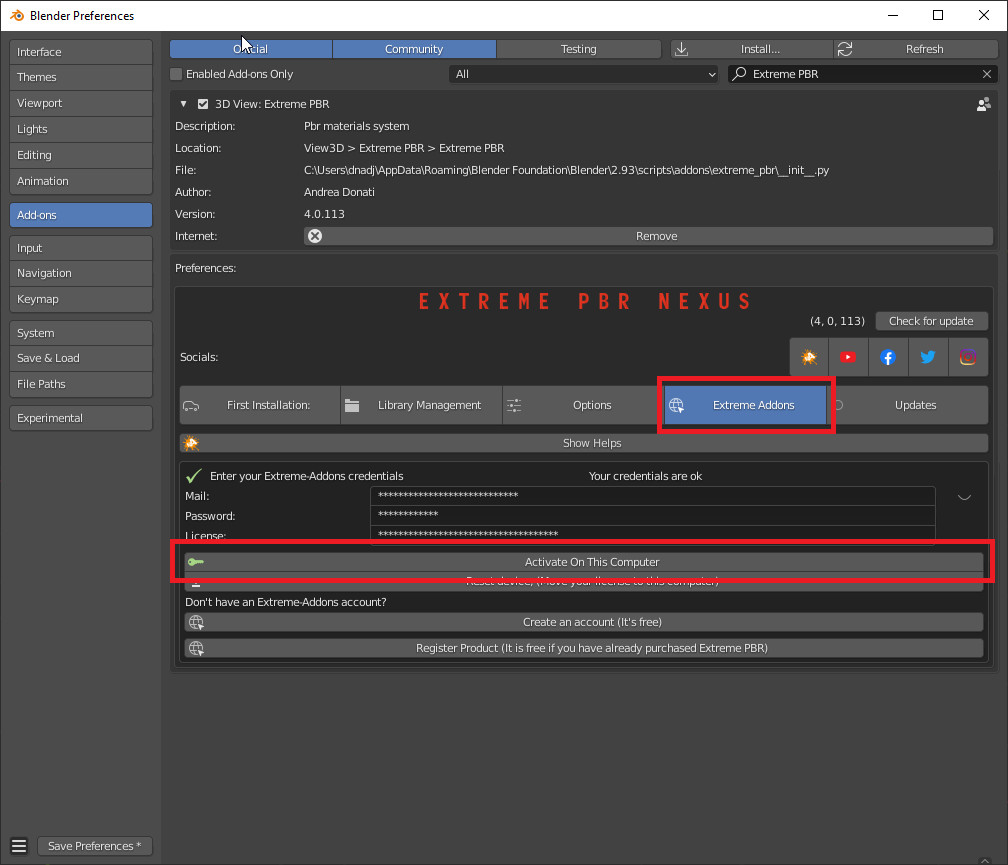 Blender Preferences
Interface
Themes
Viewport
Lights
Editing
Animation
Add-ons
Input
Navigation
Keymap
System
Save & Load
File Paths
Experimental
Save Preferences *
Community Testing Install... Refresh
Enabled Add-ons Only All Extreme PBR
3D View: Extreme PBR
Description: Pbr materials system
Location: View3D > Extreme PBR > Extreme PBR
File: C:\Users\dnadj\AppData\Roaming\Blender Foundation\Blender\2.93\scripts\addons\extreme_pbr\__init__.py
Author: Andrea Donati
Version: 4.0.113
Internet: Remove
Preferences:
EXTREME PBR NEXUS
(4, 0, 113) Check for update
Socials:
First Installation: Library Management Options Extreme Addons Updates
Show Helps
Enter your Extreme-Addons credentials Your credentials are ok
Mail: ****************************
Password: ************
License: ************************************
Activate On This Computer
Reset device, (Move your license to this computer)
Don't have an Extreme-Addons account?
Create an account (It's free)
Register Product (It is free if you have already purchased Extreme PBR)